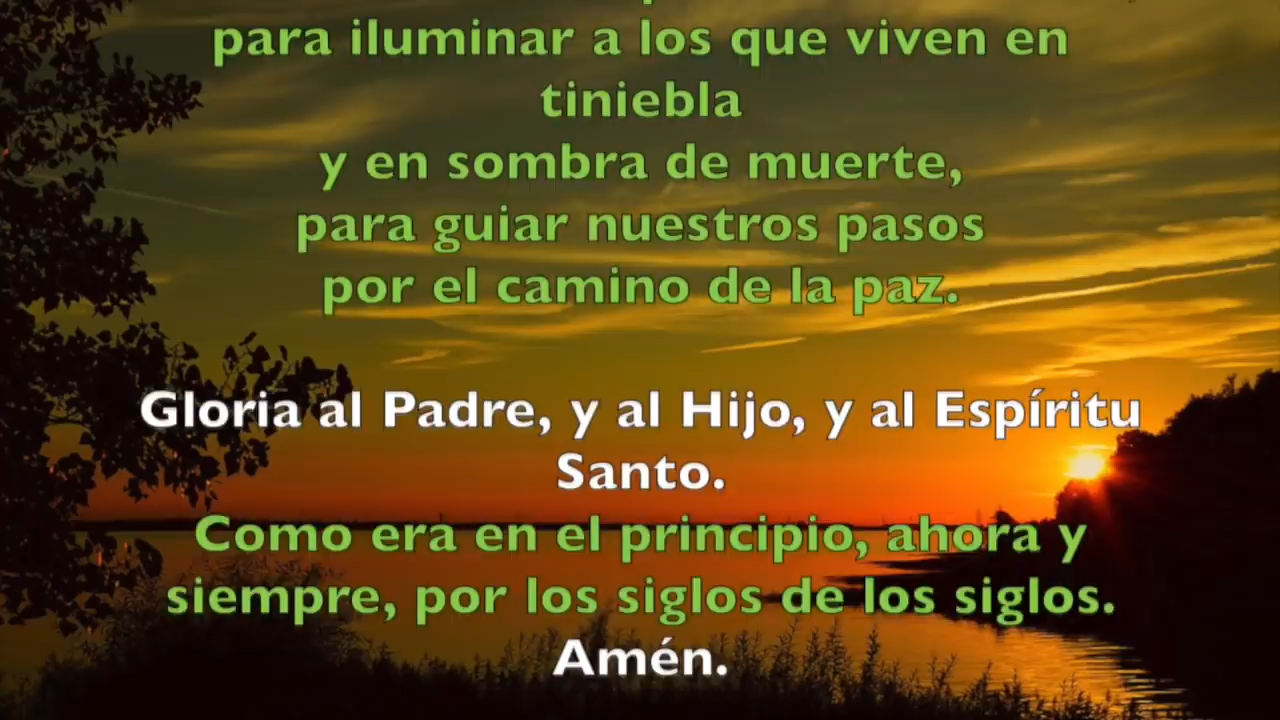 para iluminar a los que viven en
tiniebla
y en sombra de muerte,
para guiar nuestros pasos
por el camino de la paz.
Gloria al Padre, y al Hijo, y al Espíritu
Santo.
Como era en el principio, ahora y
siempre, por los siglos de los siglos.
Amén.